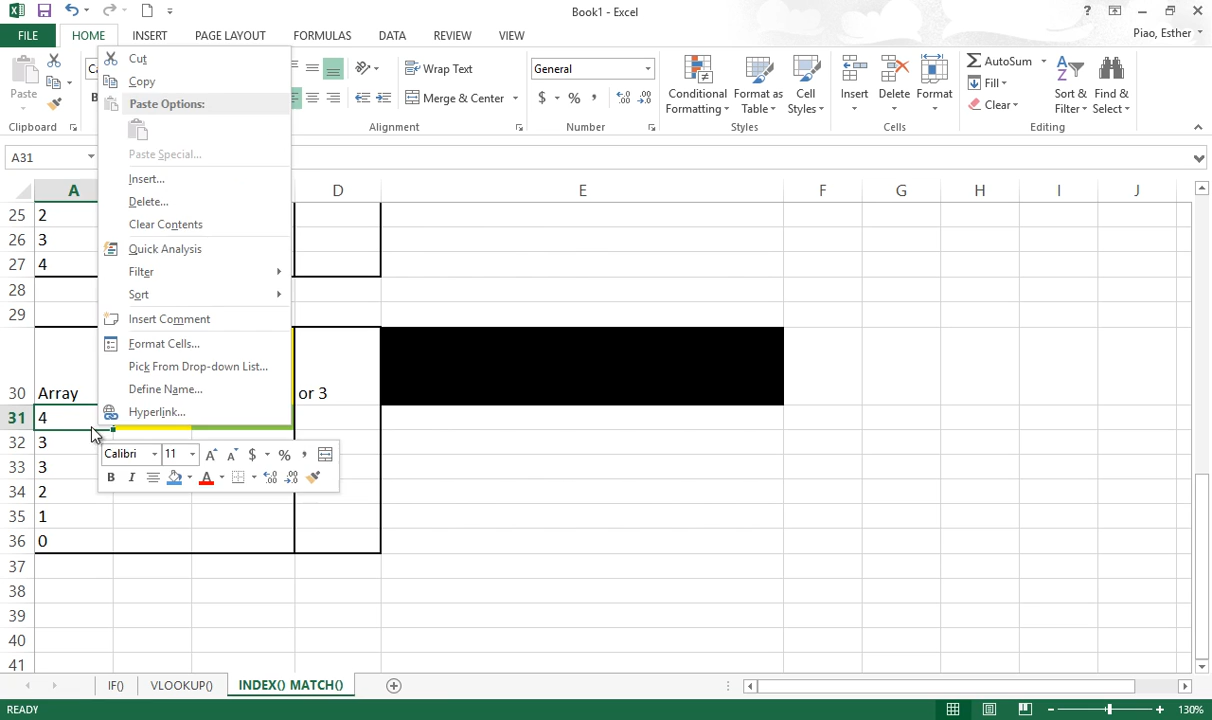 Book1 - Excel
?
FILE HOME INSERT PAGE LAYOUT FORMULAS DATA REVIEW VIEW
Piao, Esther
Paste
Clipboard
Wrap Text
Merge & Center
Alignment
General
$ % ,
Number
Conditional Formatting
Format as Table
Cell Styles
Styles
Insert
Delete
Format
Cells
AutoSum
Fill
Clear
Sort & Filter
Find & Select
Editing
A31
A D E F G H I J
25 2
26 3
27 4
28
29
30 Array or 3
31 4
32 3
33 3
34 2
35 1
36 0
37
38
39
40
41
Cut
Copy
Paste Options:
Paste Special...
Insert...
Delete...
Clear Contents
Quick Analysis
Filter
Sort
Insert Comment
Format Cells...
Pick From Drop-down List...
Define Name...
Hyperlink...
Calibri 11 A A $ % ,
B I A
IF() VLOOKUP() INDEX() MATCH()
READY
130%